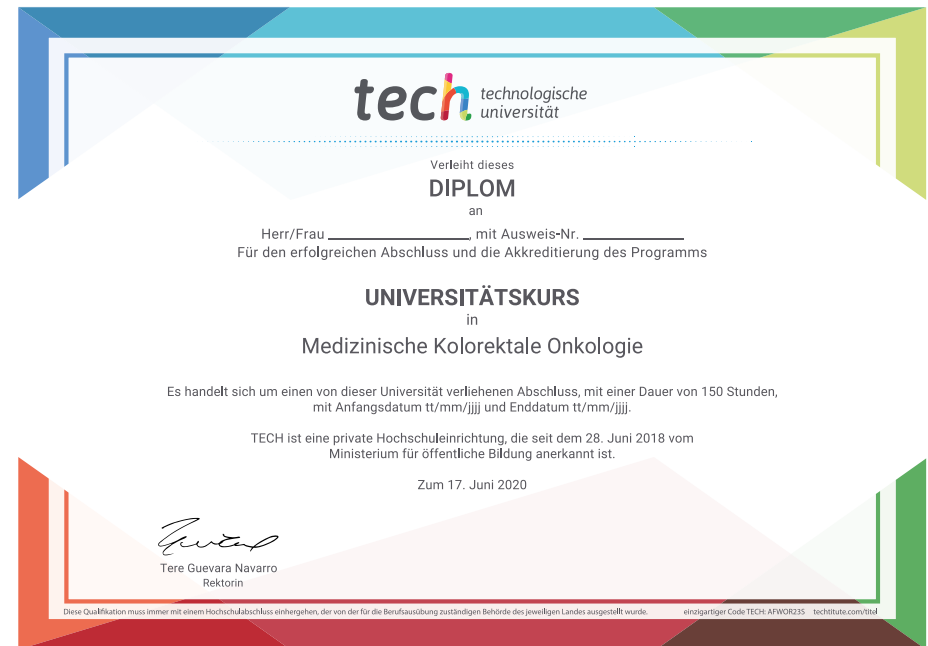 tech technologische
universität
Verleiht dieses
DIPLOM
an
Herr/Frau ____________, mit Ausweis-Nr. ____________
Für den erfolgreichen Abschluss und die Akkreditierung des Programms
UNIVERSITÄTSKURS
in
Medizinische Kolorektale Onkologie
Es handelt sich um einen von dieser Universität verliehenen Abschluss, mit einer Dauer von 150 Stunden,
mit Anfangsdatum tt/mm/jjjj und Enddatum tt/mm/jjjj.
TECH ist eine private Hochschuleinrichtung, die seit dem 28. Juni 2018 vom
Ministerium für öffentliche Bildung anerkannt ist.
Zum 17. Juni 2020
Tere Guevara Navarro
Rektorin
Diese Qualifikation muss immer mit einem Hochschulabschluss einhergehen, der von der für die Berufsausübung zuständigen Behörde des jeweiligen Landes ausgestellt wurde. einzigartiger Code TECH: AFWOR235 techtitute.com/titel